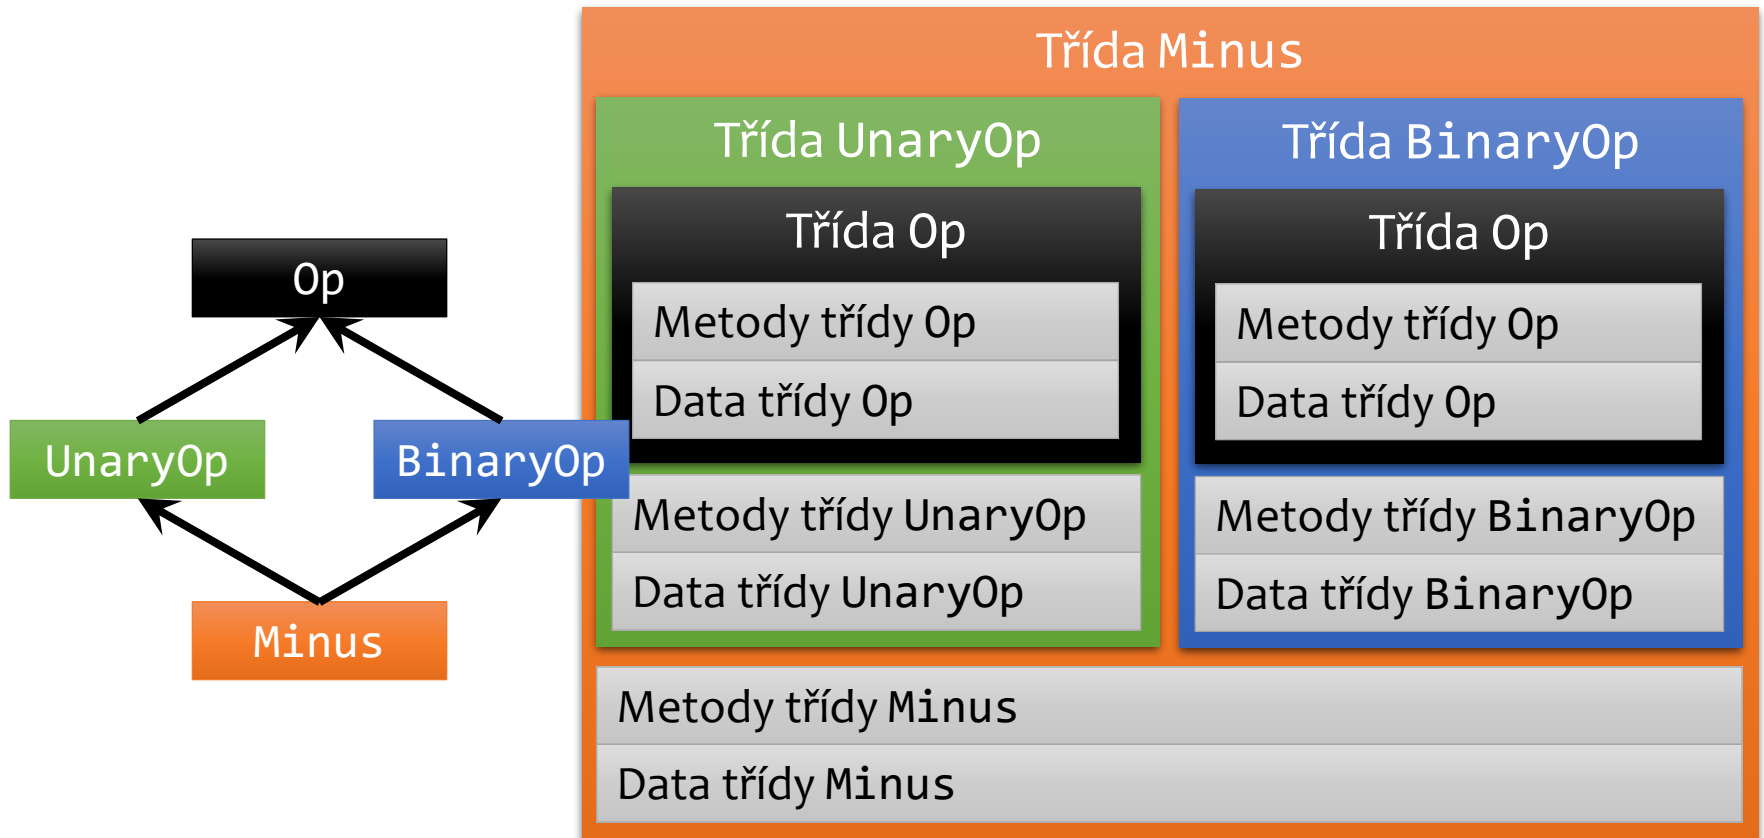 Op
UnaryOp
BinaryOp
Minus
Třída Minus
Třída UnaryOp
Třída Op
Metody třídy Op
Data třídy Op
Metody třídy UnaryOp
Data třídy UnaryOp
Třída BinaryOp
Třída Op
Metody třídy Op
Data třídy Op
Metody třídy BinaryOp
Data třídy BinaryOp
Metody třídy Minus
Data třídy Minus